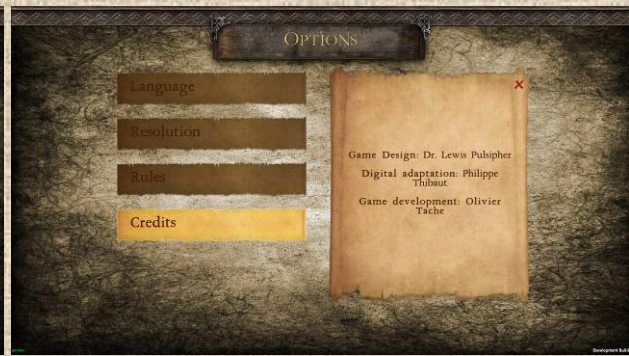 OPTIONS
Language
Resolution
Rules
Credits
x
Game Design: Dr. Lewis Pulsipher
Digital adaptation: Philippe
Thibaut
Game development: Olivier
Tache
Development Build